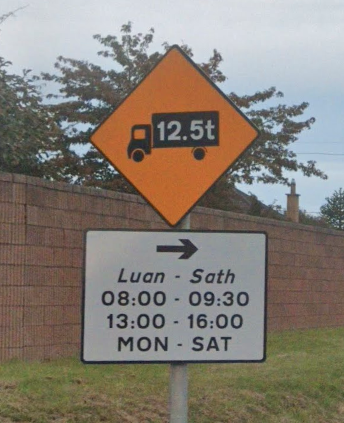 12.5t
Luan - Sath
08:00 - 09:30
13:00 - 16:00
MON - SAT